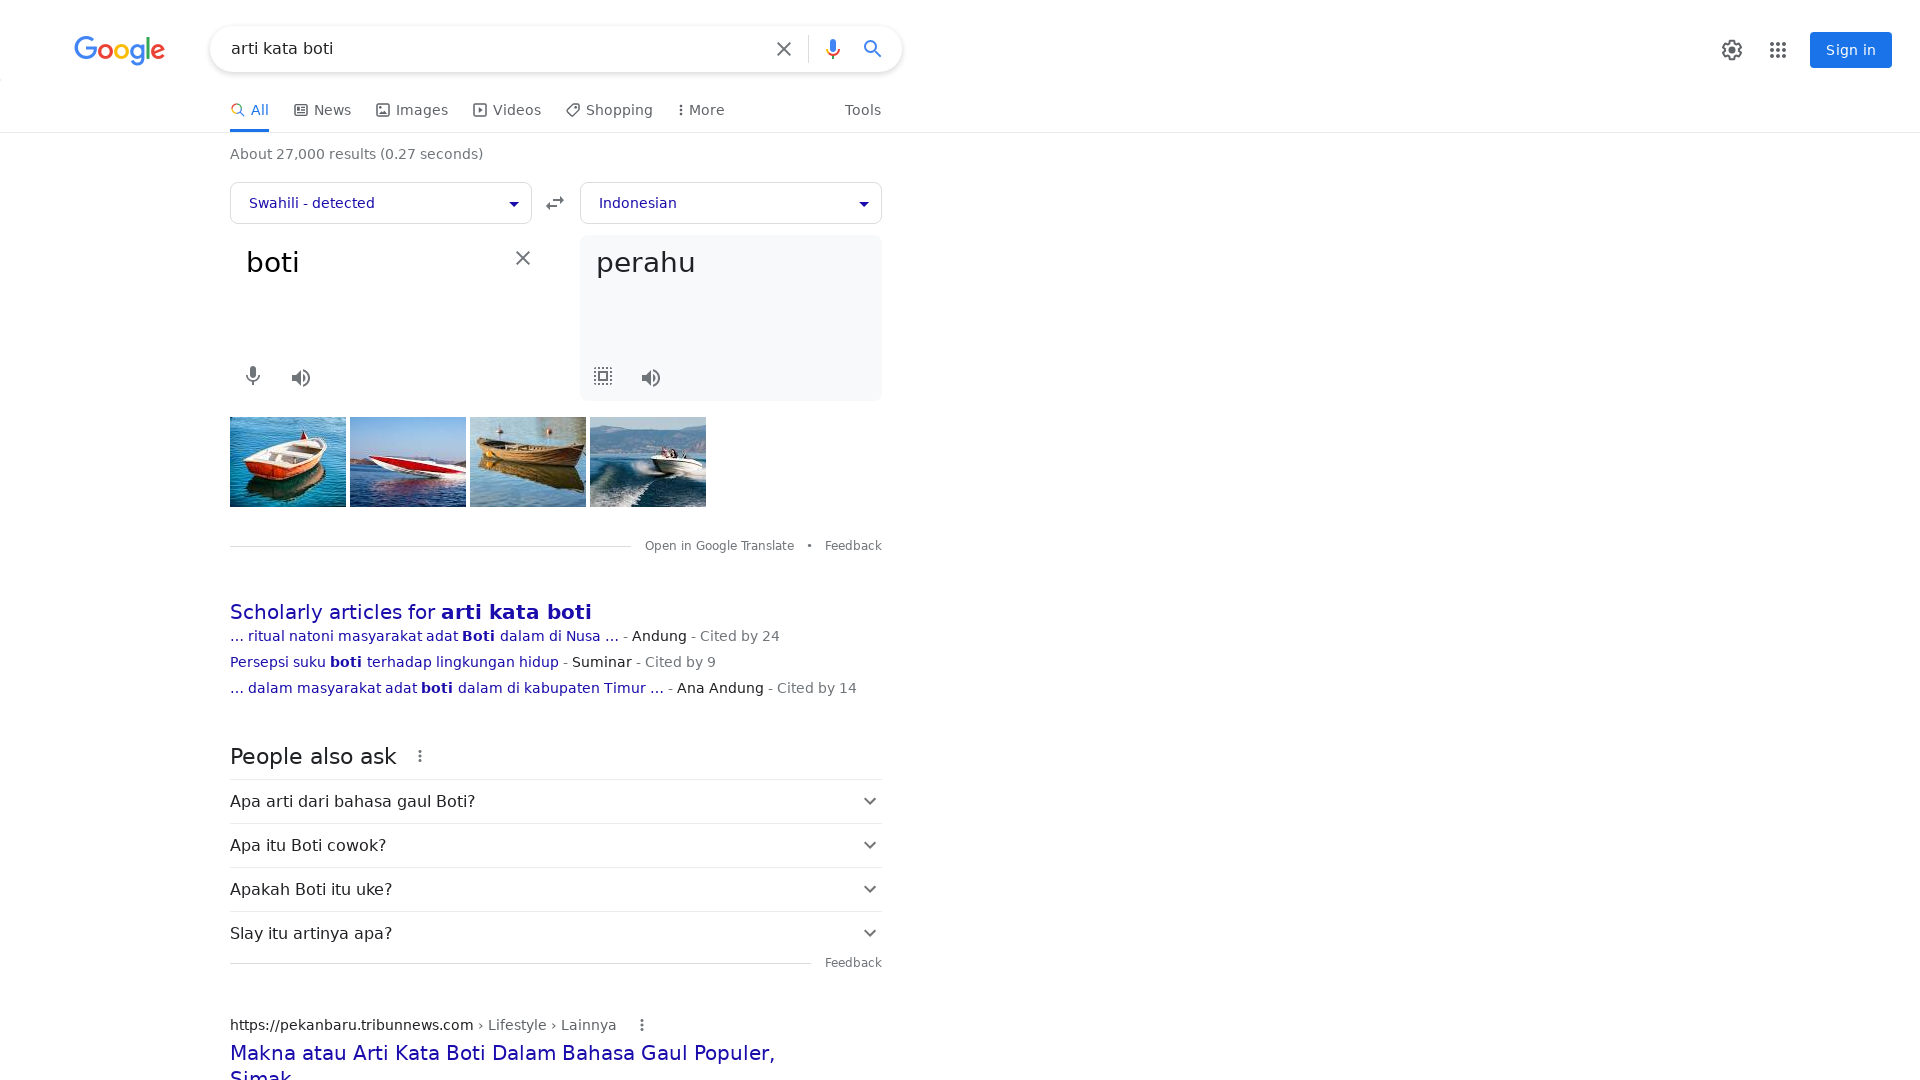 Google
arti kata boti
Sign in
All
News
Images
Videos
Shopping
More
Tools
About 27,000 results (0.27 seconds)
Swahili - detected
Indonesian
boti
perahu
Open in Google Translate • Feedback
Scholarly articles for arti kata boti
... ritual natoni masyarakat adat Boti dalam di Nusa ... - Andung - Cited by 24
Persepsi suku boti terhadap lingkungan hidup - Suminar - Cited by 9
... dalam masyarakat adat boti dalam di kabupaten Timur ... - Ana Andung - Cited by 14
People also ask
Apa arti dari bahasa gaul Boti?
Apa itu Boti cowok?
Apakah Boti itu uke?
Slay itu artinya apa?
Feedback
https://pekanbaru.tribunnews.com › Lifestyle › Lainnya
Makna atau Arti Kata Boti Dalam Bahasa Gaul Populer,
Simak